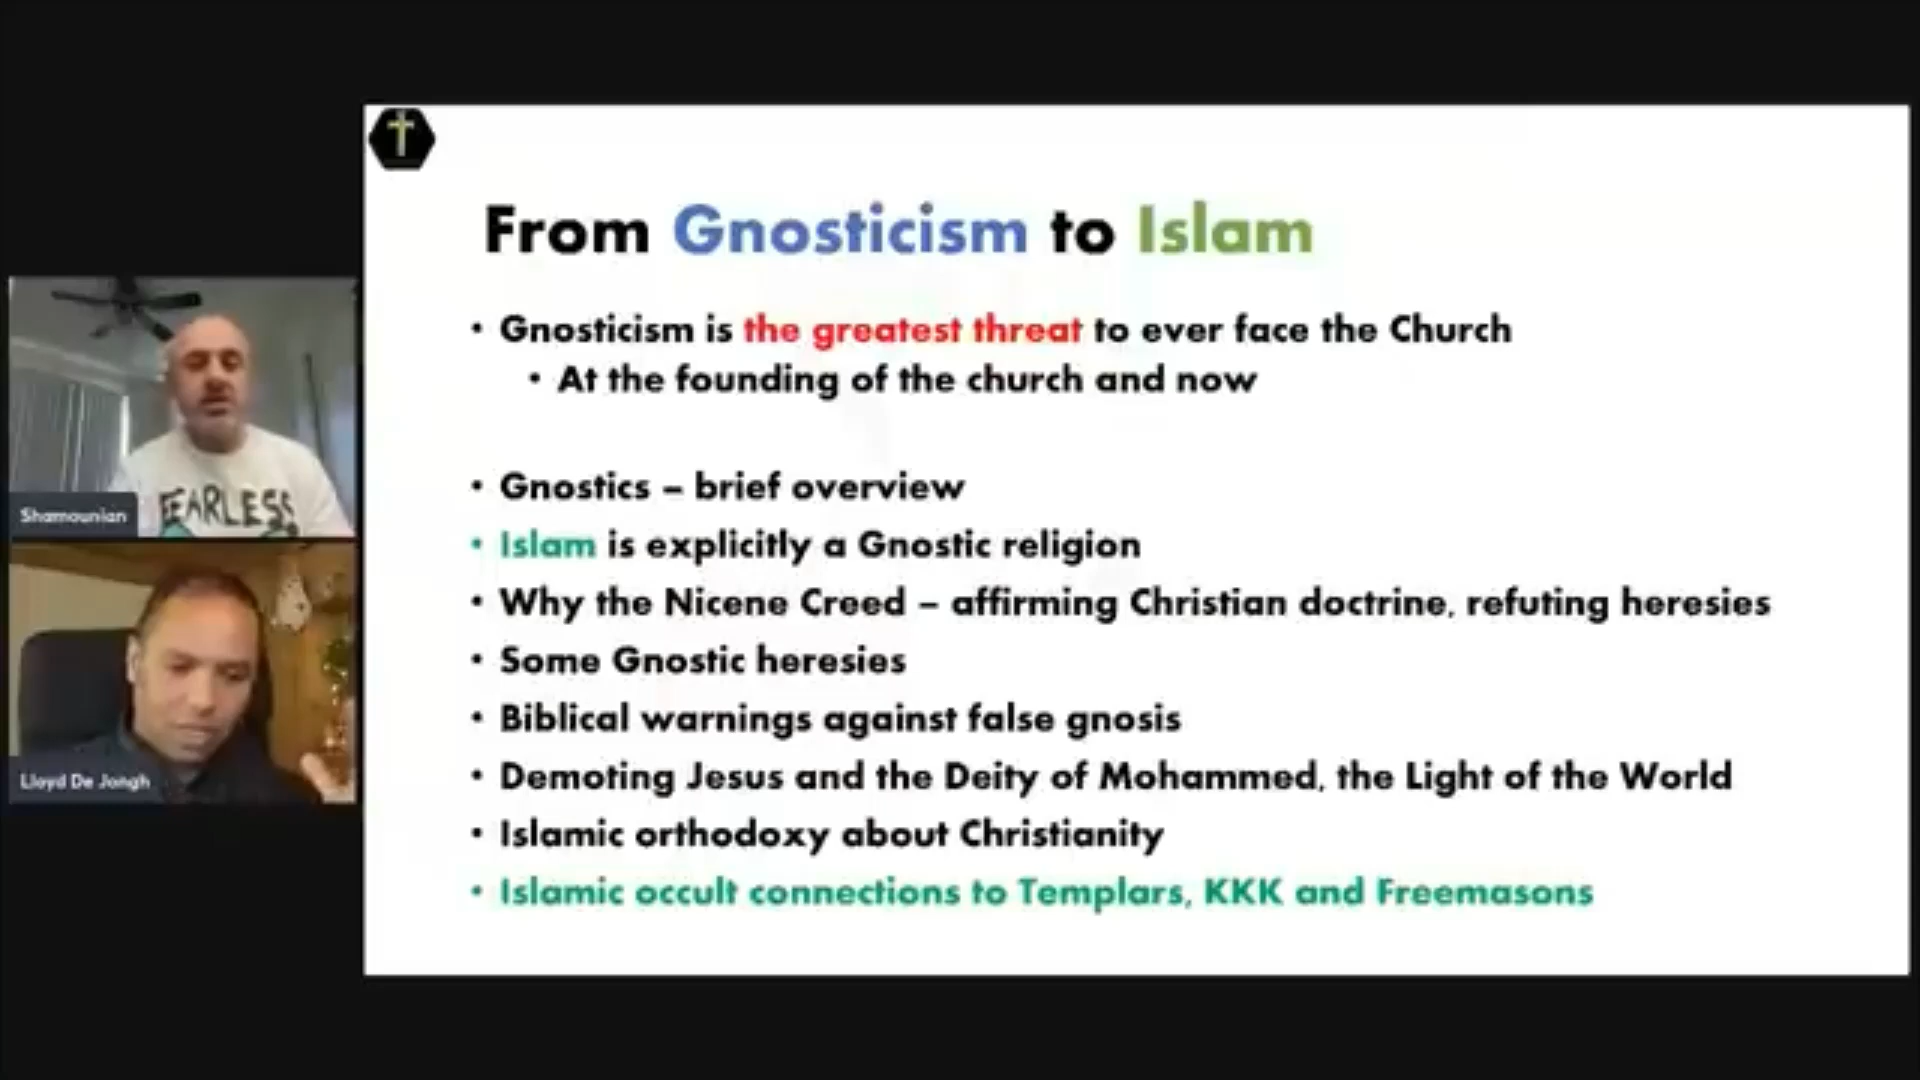 From Gnosticism to Islam
• Gnosticism is the greatest threat to ever face the Church
• At the founding of the church and now
• Gnostics – brief overview
• Islam is explicitly a Gnostic religion
• Why the Nicene Creed – affirming Christian doctrine, refuting heresies
• Some Gnostic heresies
• Biblical warnings against false gnosis
• Demoting Jesus and the Deity of Mohammed, the Light of the World
• Islamic orthodoxy about Christianity
• Islamic occult connections to Templars, KKK and Freemasons
FEARLESS
Shamounian
Lloyd De Jongh